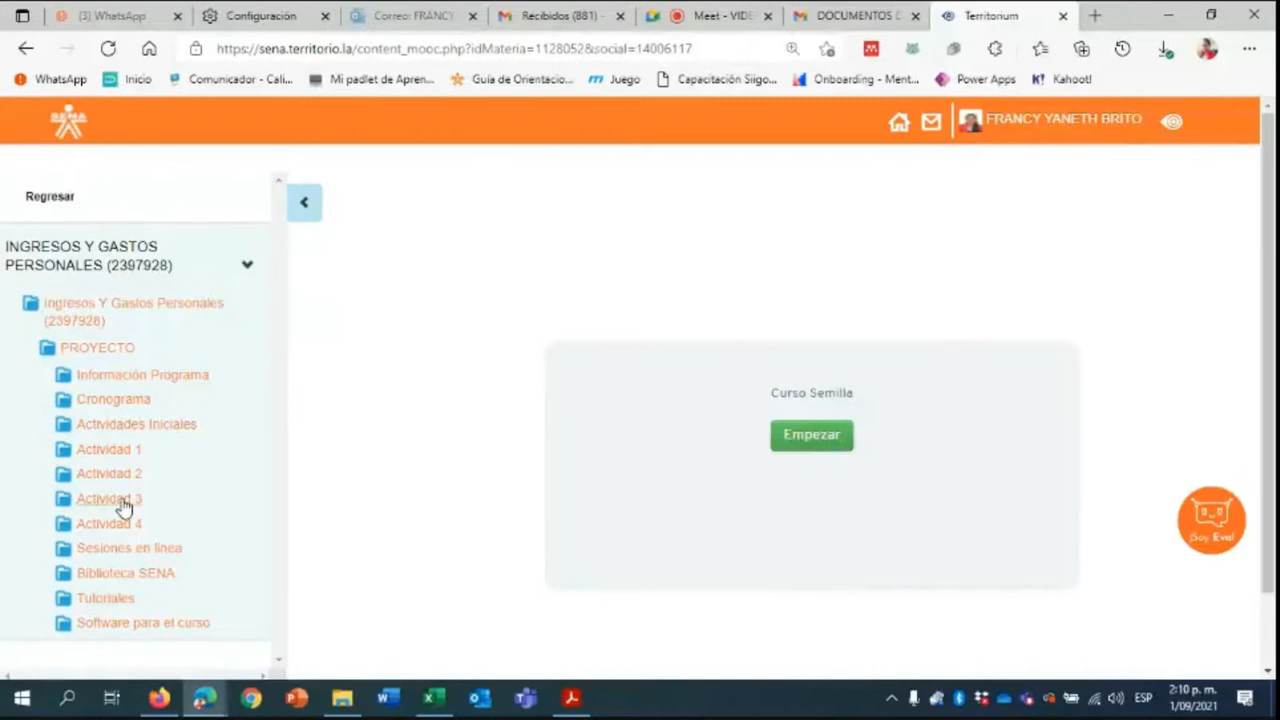 (3) WhatsApp
Configuración
Correo: FRANCY
Recibidos (881) -
Meet - VIDE
DOCUMENTOS D
Territorium
https://sena.territorio.la/content_mooc.php?idMateria=1128052&social=14006117
WhatsApp
Inicio
Comunicador - Cali...
Mi padlet de Apren...
Guía de Orientacio...
Juego
Capacitación Siigo...
Onboarding - Ment...
Power Apps
K! Kahoot!
SENA
FRANCY YANETH BRITO
Regresar
INGRESOS Y GASTOS
PERSONALES (2397928)
Ingresos Y Gastos Personales
(2397928)
PROYECTO
Información Programa
Cronograma
Actividades Iniciales
Actividad 1
Actividad 2
Actividad 3
Actividad 4
Sesiones en linea
Biblioteca SENA
Tutoriales
Software para el curso
Curso Semilla
Empezar
¡Soy Eva!
ESP
2:10 p. m.
1/09/2021